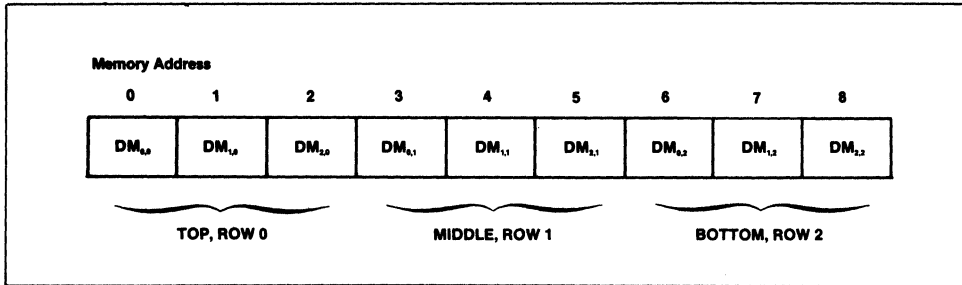 Memory Address
0 1 2 3 4 5 6 7 8
DM0,0 DM1,0 DM2,0 DM0,1 DM1,1 DM2,1 DM0,2 DM1,2 DM2,2
TOP, ROW 0 MIDDLE, ROW 1 BOTTOM, ROW 2